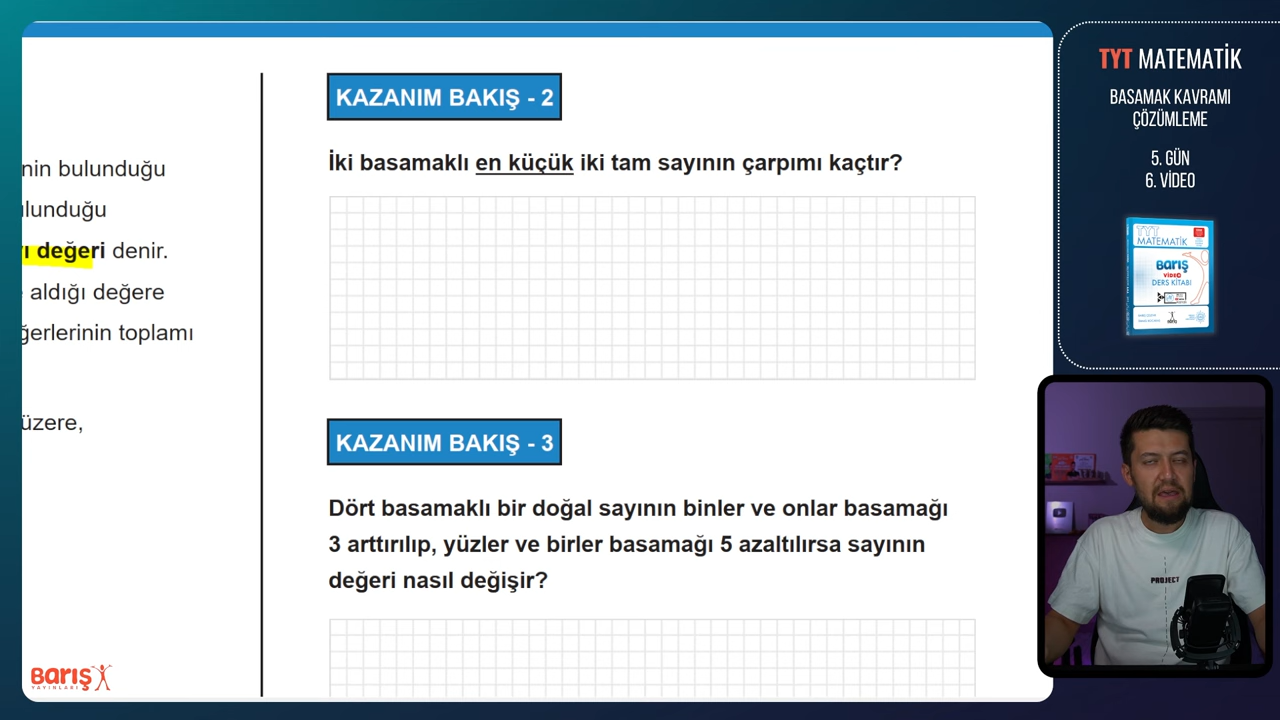 nin bulunduğu
ulunduğu
ı değeri denir.
aldığı değere
ğerlerinin toplamı
üzere,
KAZANIM BAKIŞ - 2
İki basamaklı en küçük iki tam sayının çarpımı kaçtır?
KAZANIM BAKIŞ - 3
Dört basamaklı bir doğal sayının binler ve onlar basamağı
3 arttırılıp, yüzler ve birler basamağı 5 azaltılırsa sayının
değeri nasıl değişir?
BARIŞ
YAYINLARI
TYT MATEMATİK
BASAMAK KAVRAMI
ÇÖZÜMLEME
5. GÜN
6. VİDEO
TYT
MATEMATİK
BARIŞ
VİDEO
DERS KİTABI
PROJECT